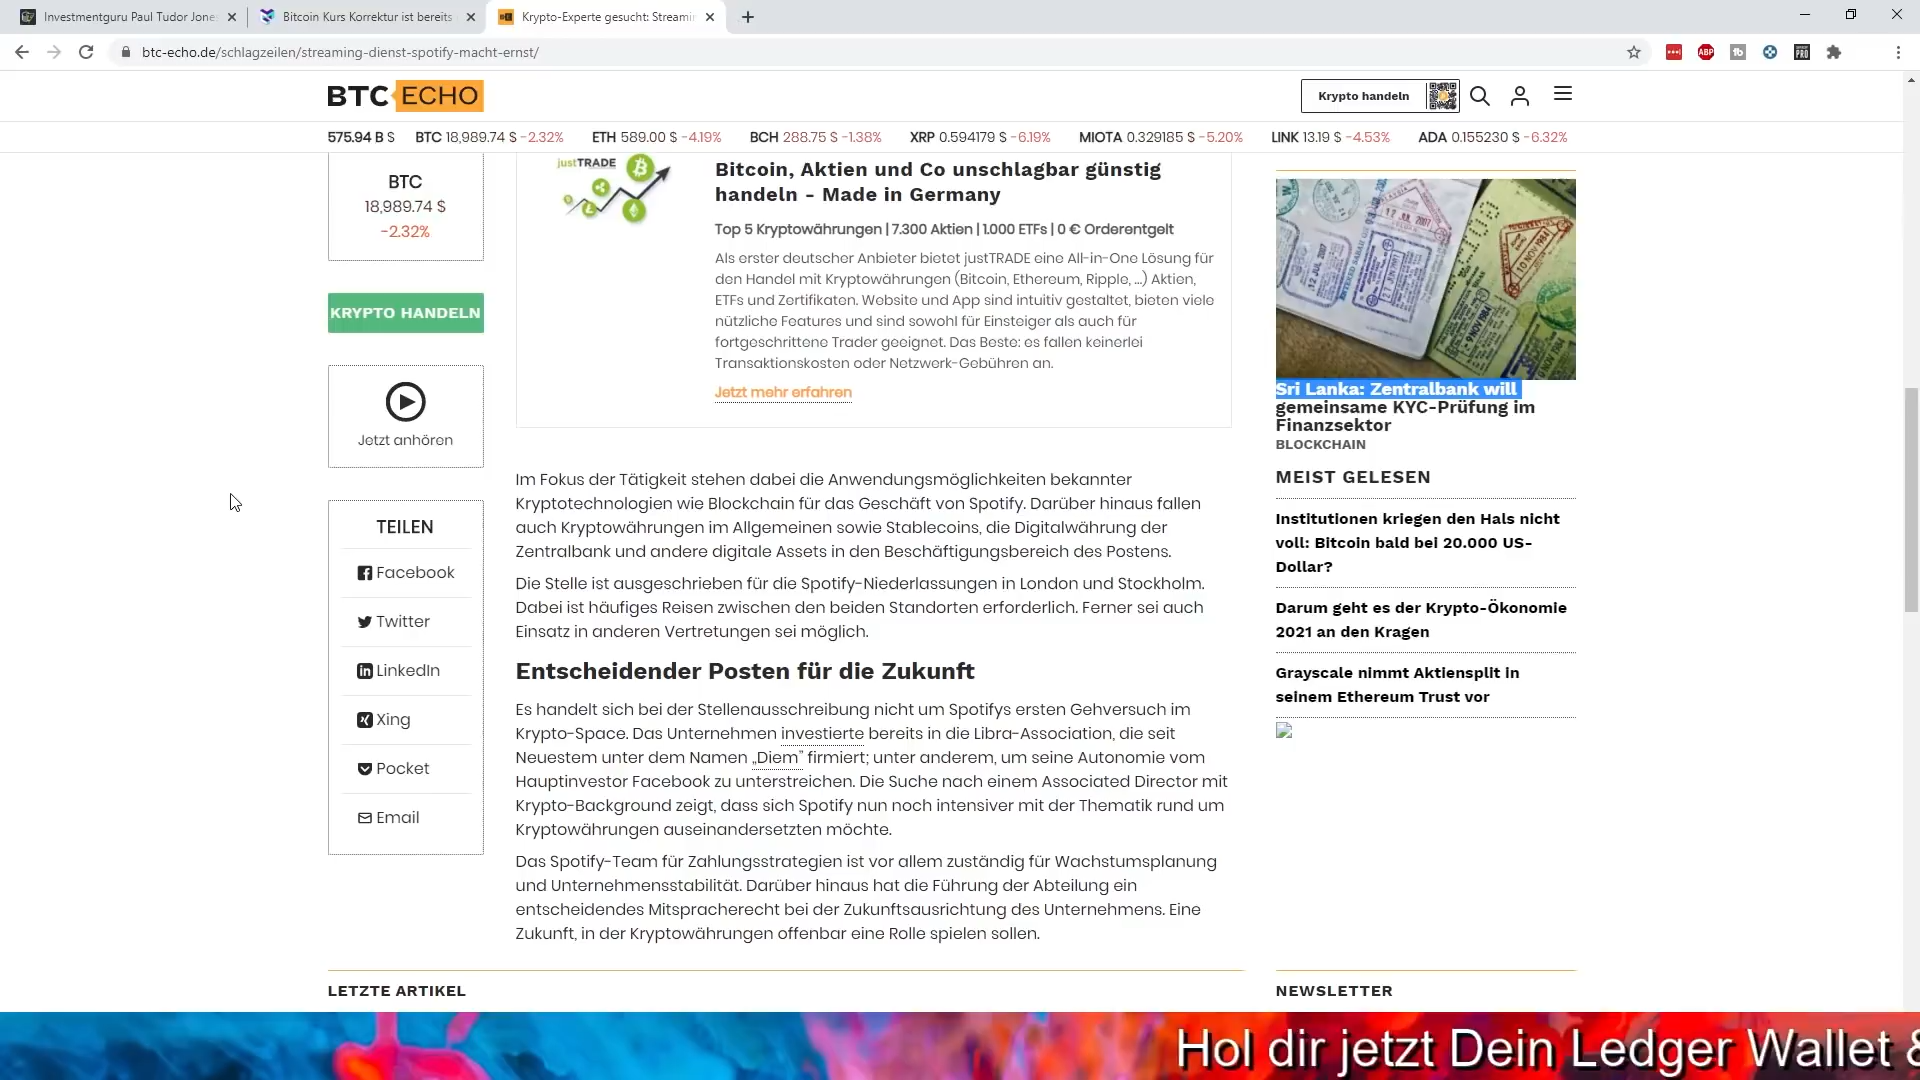 Investmentguru Paul Tudor Jone
Bitcoin Kurs Korrektur ist bereits
Krypto-Experte gesucht: Streami
btc-echo.de/schlagzeilen/streaming-dienst-spotify-macht-ernst/
ABP
PRO
BTC ECHO
Krypto handeln
575.94 B $ BTC 18,989.74 $ -2.32% ETH 589.00 $ -4.19% BCH 288.75 $ -1.38% XRP 0.594179 $ -6.19% MIOTA 0.329185 $ -5.20% LINK 13.19 $ -4.53% ADA 0.155230 $ -6.32%
BTC
18,989.74 $
-2.32%
KRYPTO HANDELN
Jetzt anhören
TEILEN
Facebook
Twitter
LinkedIn
Xing
Pocket
Email
justTRADE
Bitcoin, Aktien und Co unschlagbar günstig
handeln - Made in Germany
Top 5 Kryptowährungen | 7.300 Aktien | 1.000 ETFs | 0 € Orderentgelt
Als erster deutscher Anbieter bietet justTRADE eine All-in-One Lösung für
den Handel mit Kryptowährungen (Bitcoin, Ethereum, Ripple, …) Aktien,
ETFs und Zertifikaten. Website und App sind intuitiv gestaltet, bieten viele
nützliche Features und sind sowohl für Einsteiger als auch für
fortgeschrittene Trader geeignet. Das Beste: es fallen keinerlei
Transaktionskosten oder Netzwerk-Gebühren an.
Jetzt mehr erfahren
Im Fokus der Tätigkeit stehen dabei die Anwendungsmöglichkeiten bekannter
Kryptotechnologien wie Blockchain für das Geschäft von Spotify. Darüber hinaus fallen
auch Kryptowährungen im Allgemeinen sowie Stablecoins, die Digitalwährung der
Zentralbank und andere digitale Assets in den Beschäftigungsbereich des Postens.
Die Stelle ist ausgeschrieben für die Spotify-Niederlassungen in London und Stockholm.
Dabei ist häufiges Reisen zwischen den beiden Standorten erforderlich. Ferner sei auch
Einsatz in anderen Vertretungen sei möglich.
Entscheidender Posten für die Zukunft
Es handelt sich bei der Stellenausschreibung nicht um Spotifys ersten Gehversuch im
Krypto-Space. Das Unternehmen investierte bereits in die Libra-Association, die seit
Neuestem unter dem Namen „Diem” firmiert; unter anderem, um seine Autonomie vom
Hauptinvestor Facebook zu unterstreichen. Die Suche nach einem Associated Director mit
Krypto-Background zeigt, dass sich Spotify nun noch intensiver mit der Thematik rund um
Kryptowährungen auseinandersetzten möchte.
Das Spotify-Team für Zahlungsstrategien ist vor allem zuständig für Wachstumsplanung
und Unternehmensstabilität. Darüber hinaus hat die Führung der Abteilung ein
entscheidendes Mitspracherecht bei der Zukunftsausrichtung des Unternehmens. Eine
Zukunft, in der Kryptowährungen offenbar eine Rolle spielen sollen.
Sri Lanka: Zentralbank will
gemeinsame KYC-Prüfung im
Finanzsektor
BLOCKCHAIN
MEIST GELESEN
Institutionen kriegen den Hals nicht
voll: Bitcoin bald bei 20.000 US-
Dollar?
Darum geht es der Krypto-Ökonomie
2021 an den Kragen
Grayscale nimmt Aktiensplit in
seinem Ethereum Trust vor
LETZTE ARTIKEL
NEWSLETTER
Hol dir jetzt Dein Ledger Wallet &